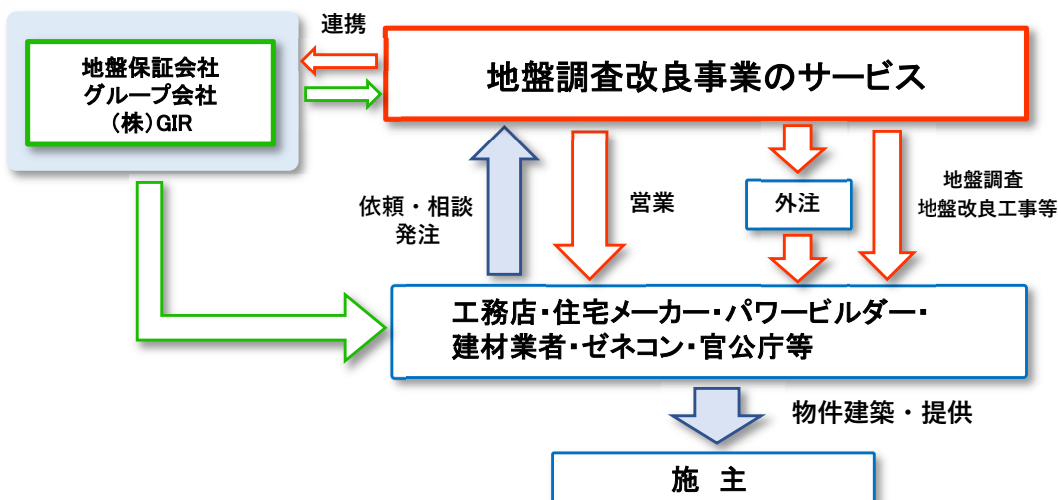 連携
地盤保証会社
グループ会社
（株）GIR
地盤調査改良事業のサービス
依頼・相談
発注
営業
外注
地盤調査
地盤改良工事等
工務店・住宅メーカー・パワービルダー・
建材業者・ゼネコン・官公庁等
物件建築・提供
施 主